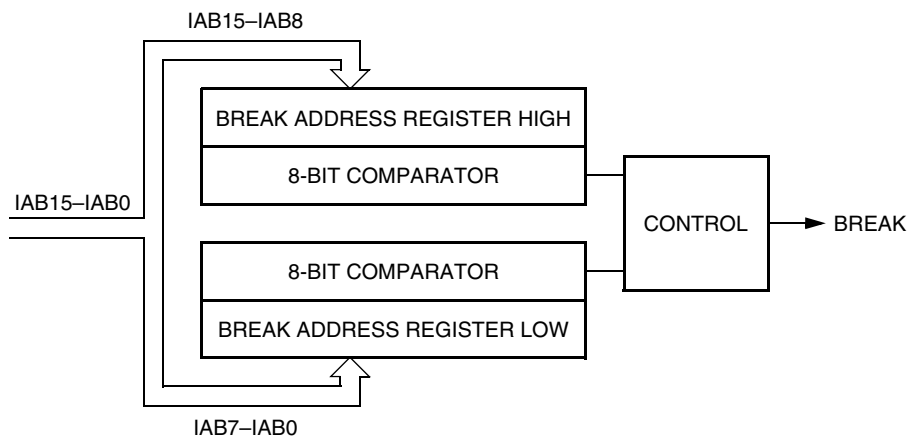 IAB15–IAB8
BREAK ADDRESS REGISTER HIGH
8-BIT COMPARATOR
IAB15–IAB0
CONTROL
BREAK
8-BIT COMPARATOR
BREAK ADDRESS REGISTER LOW
IAB7–IAB0